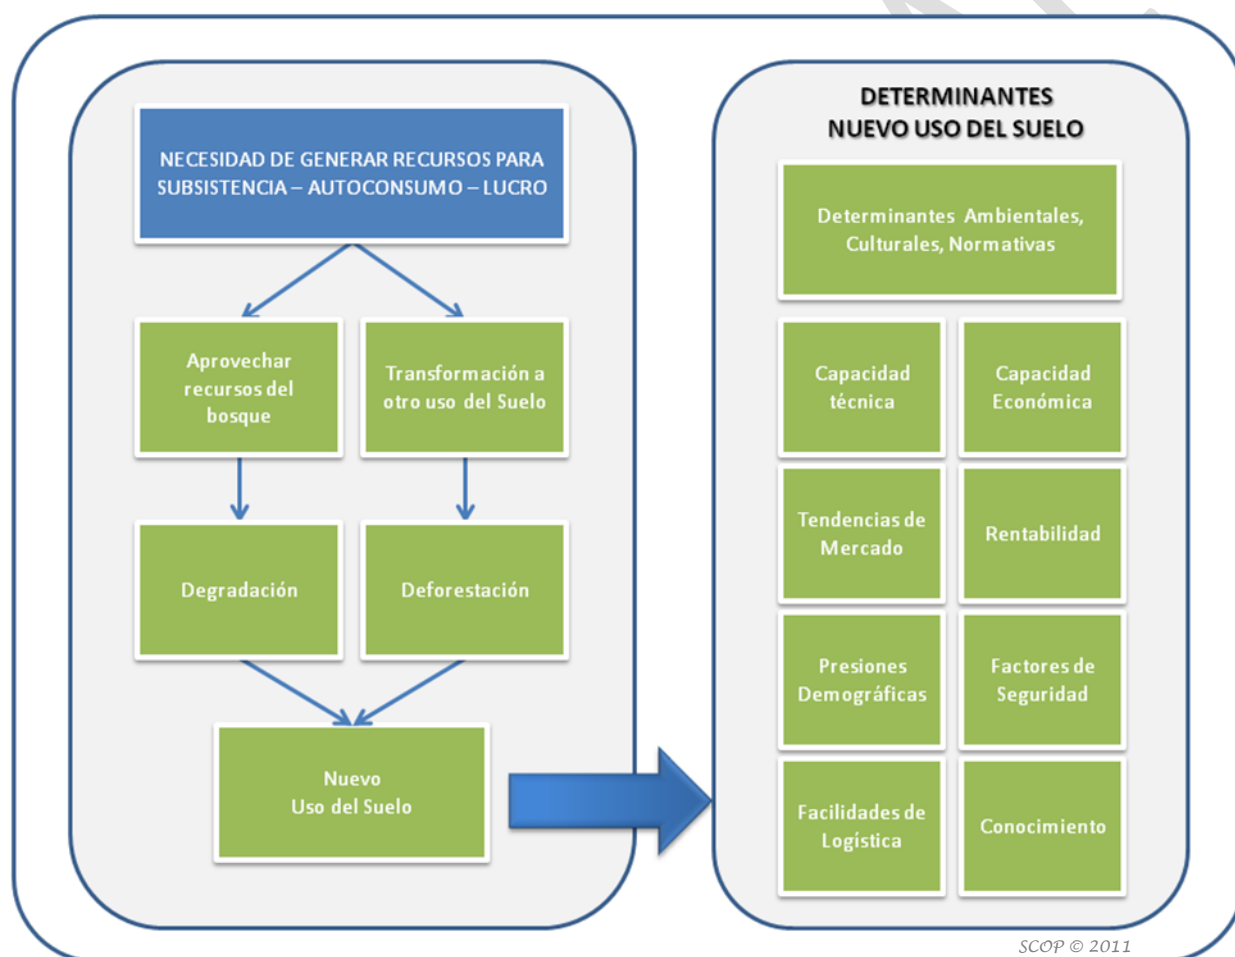 NECESIDAD DE GENERAR RECURSOS PARA
SUBSISTENCIA – AUTOCONSUMO – LUCRO
Aprovechar
recursos del
bosque
Transformación a
otro uso del Suelo
Degradación
Deforestación
Nuevo
Uso del Suelo
DETERMINANTES
NUEVO USO DEL SUELO
Determinantes Ambientales,
Culturales, Normativas
Capacidad
técnica
Capacidad
Económica
Tendencias de
Mercado
Rentabilidad
Presiones
Demográficas
Factores de
Seguridad
Facilidades de
Logística
Conocimiento
SCOP © 2011